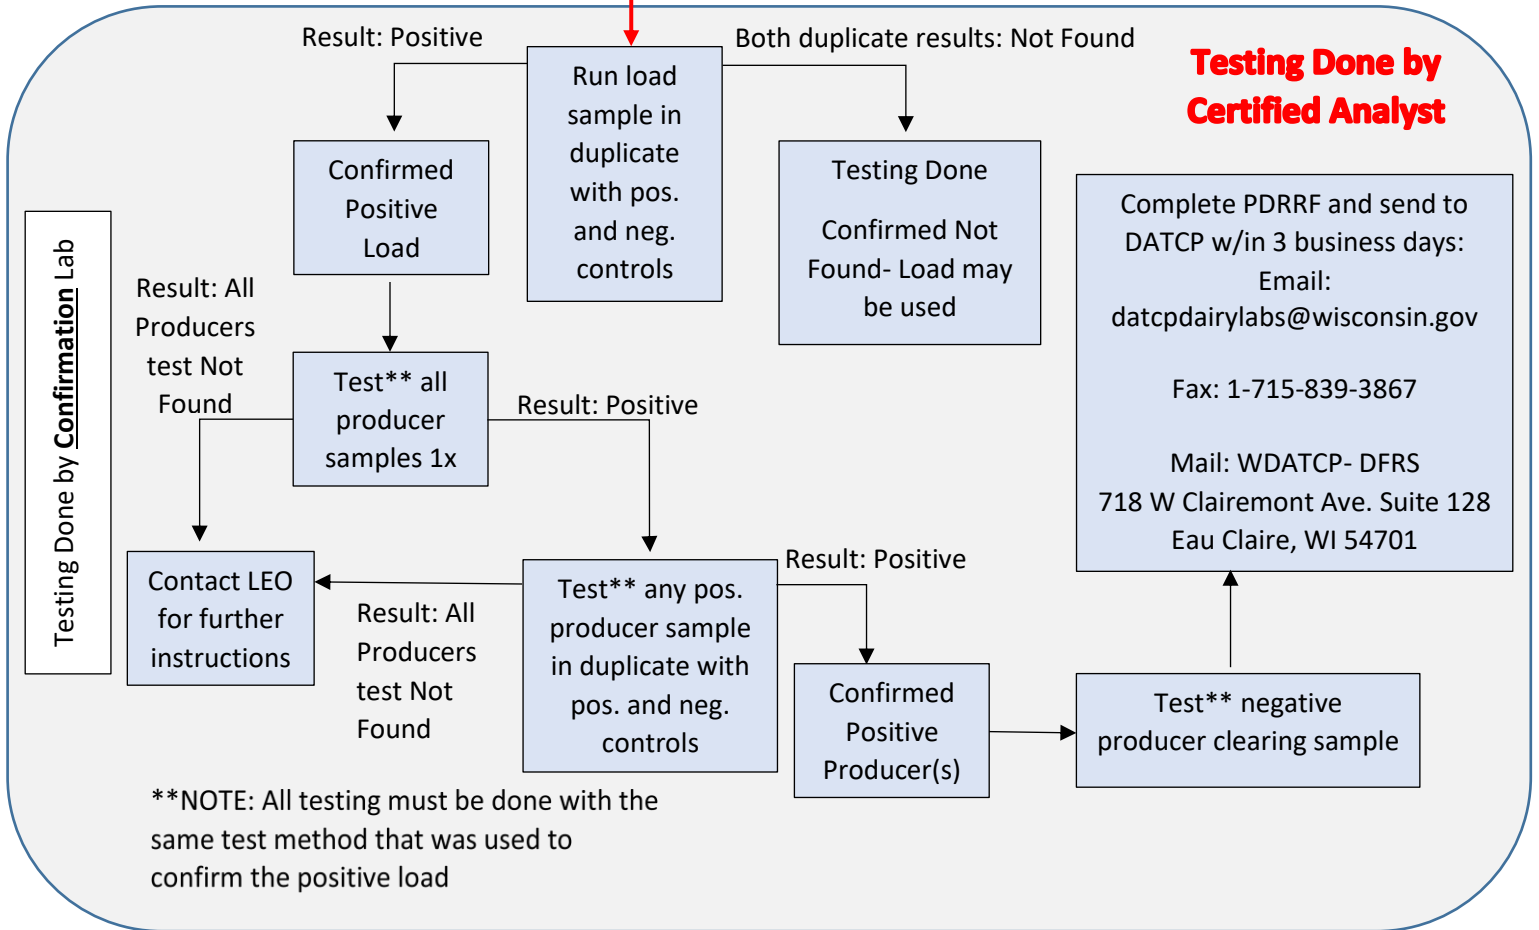 Result: Positive
Both duplicate results: Not Found
Testing Done by
Certified Analyst
Run load
sample in
duplicate
with pos.
and neg.
controls
Confirmed
Positive
Load
Testing Done
Confirmed Not
Found- Load may
be used
Complete PDRRF and send to
DATCP w/in 3 business days:
Email:
datcpdairylabs@wisconsin.gov
Fax: 1-715-839-3867
Mail: WDATCP- DFRS
718 W Clairemont Ave. Suite 128
Eau Claire, WI 54701
Testing Done by Confirmation Lab
Result: All
Producers
test Not
Found
Test** all
producer
samples 1x
Result: Positive
Contact LEO
for further
instructions
Result: All
Producers
test Not
Found
Test** any pos.
producer sample
in duplicate with
pos. and neg.
controls
Result: Positive
Confirmed
Positive
Producer(s)
Test** negative
producer clearing sample
**NOTE: All testing must be done with the
same test method that was used to
confirm the positive load